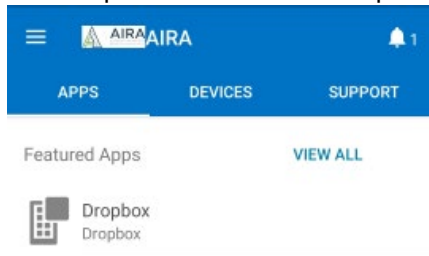 AIRA AIRA 1
APPS DEVICES SUPPORT
Featured Apps VIEW ALL
Dropbox
Dropbox